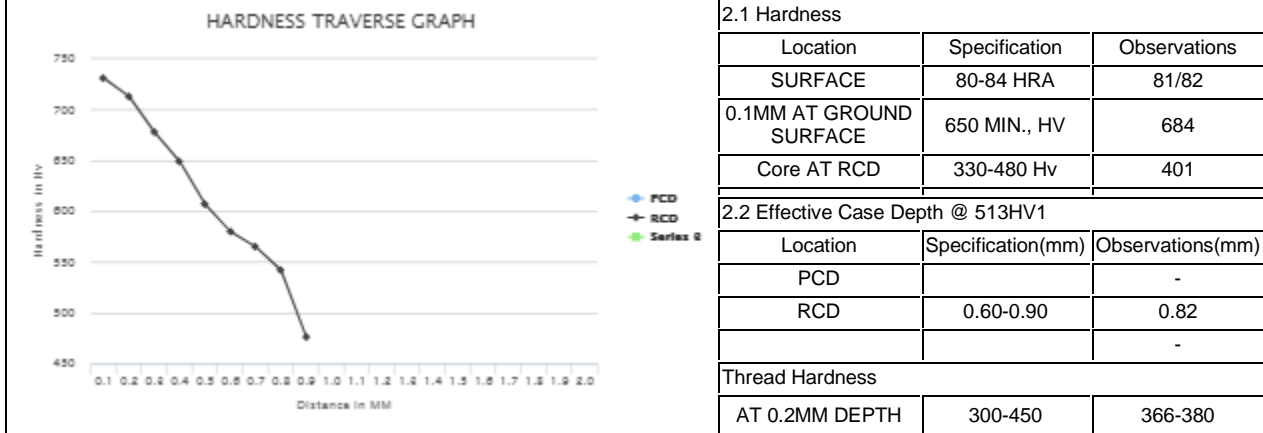 HARDNESS TRAVERSE GRAPH
750
700
650
600
550
500
450
Hardness in Hv
0.1 0.2 0.3 0.4 0.5 0.6 0.7 0.8 0.9 1.0 1.1 1.2 1.3 1.4 1.5 1.6 1.7 1.8 1.9 2.0
Distance in MM
PCD
RCD
2.1 Hardness
Location Specification Observations
SURFACE 80-84 HRA 81/82
0.1MM AT GROUND
SURFACE
650 MIN., HV 684
Core AT RCD 330-480 Hv 401
2.2 Effective Case Depth @ 513HV1
Location Specification(mm) Observations(mm)
PCD -
RCD 0.60-0.90 0.82
-
Thread Hardness
AT 0.2MM DEPTH 300-450 366-380